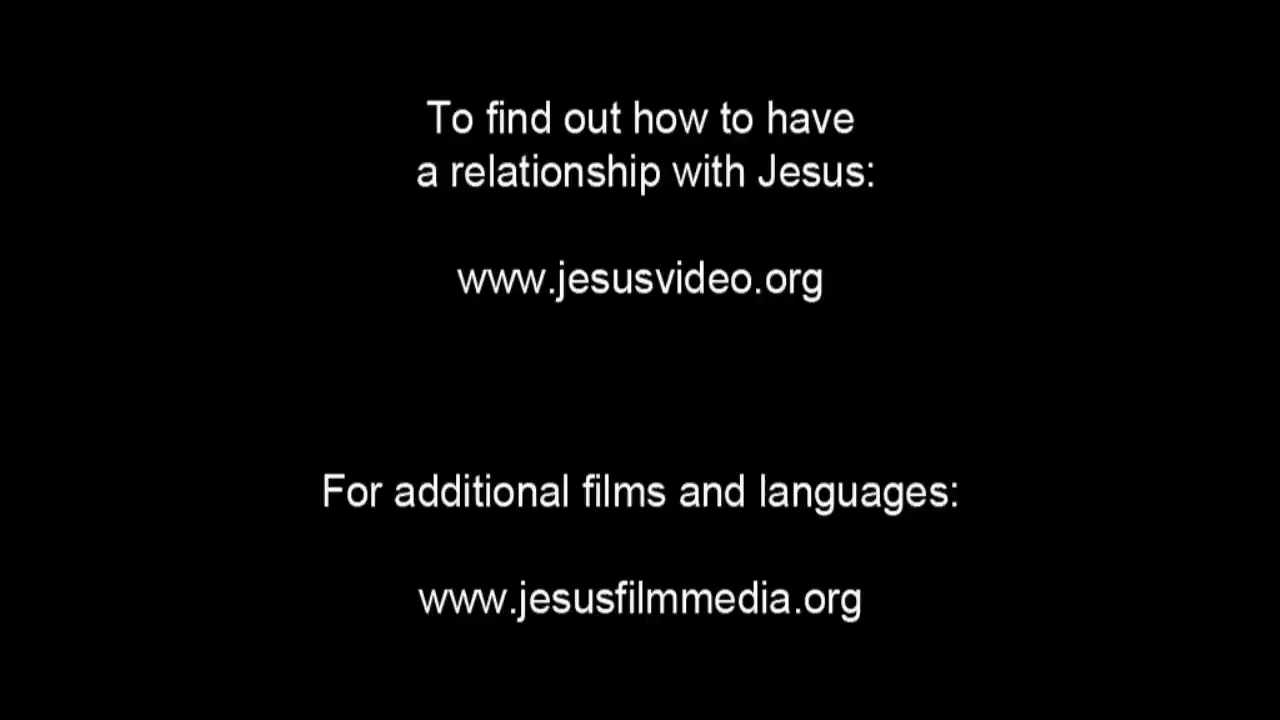 To find out how to have
a relationship with Jesus:
www.jesusvideo.org
For additional films and languages:
www.jesusfilmmedia.org